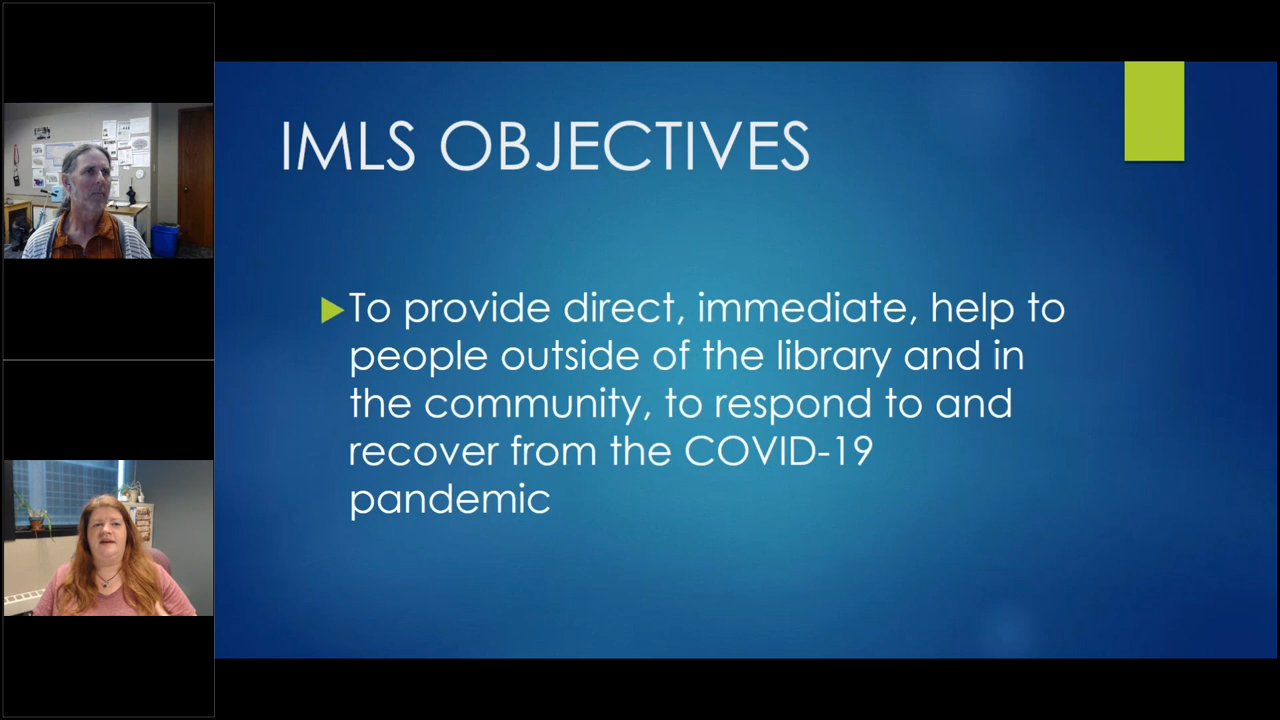 IMLS OBJECTIVES
To provide direct, immediate, help to
people outside of the library and in
the community, to respond to and
recover from the COVID-19
pandemic